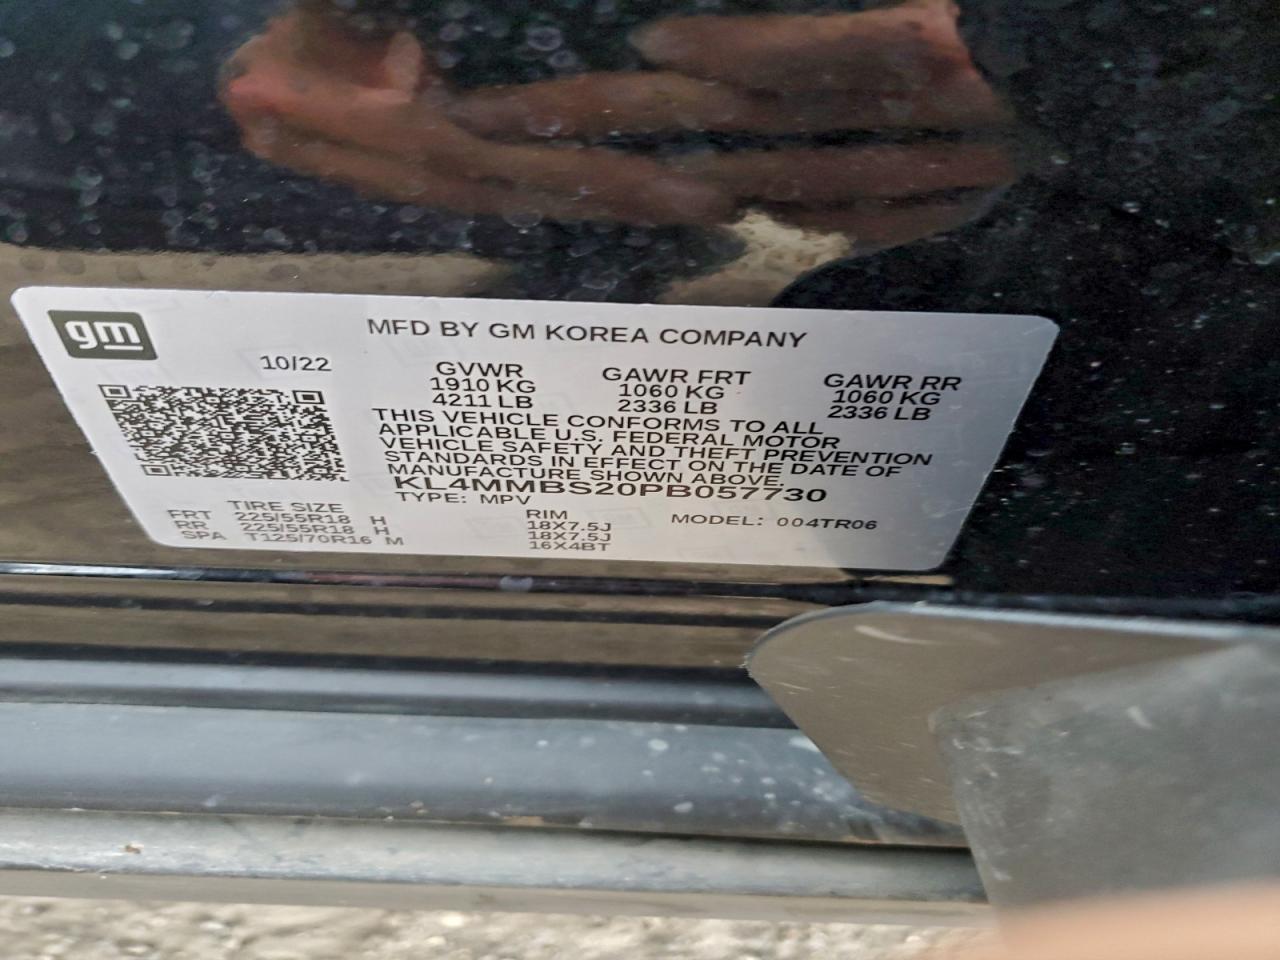 gm
MFD BY GM KOREA COMPANY
10/22
GVWR GAWR FRT GAWR RR
1910 KG 1060 KG 1060 KG
4211 LB 2336 LB 2336 LB
THIS VEHICLE CONFORMS TO ALL
APPLICABLE U.S. FEDERAL MOTOR
VEHICLE SAFETY AND THEFT PREVENTION
STANDARDS IN EFFECT ON THE DATE OF
MANUFACTURE SHOWN ABOVE.
KL4MMBS20PB057730
TYPE: MPV MODEL: 004TR06
TIRE SIZE RIM
FRT 225/55R18 H 18X7.5J
RR 225/55R18 H 18X7.5J
SPA T125/70R16 M 16X4BT